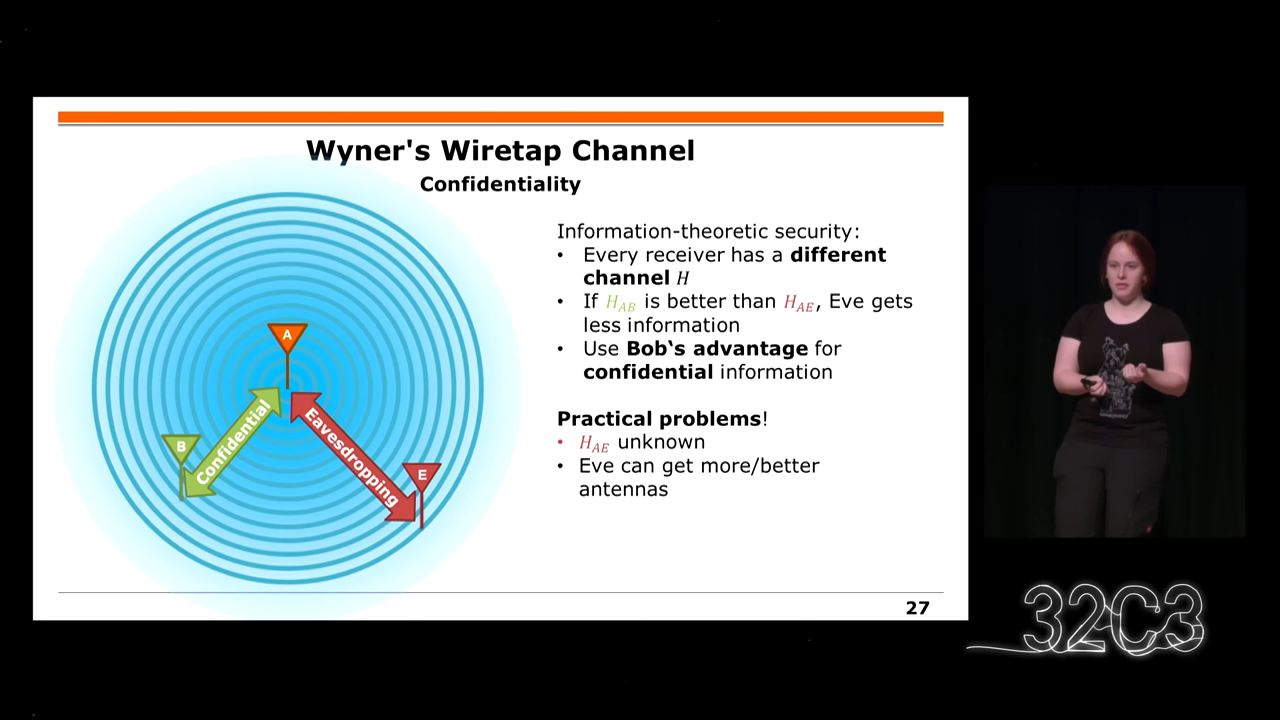 Wyner's Wiretap Channel
Confidentiality
Information-theoretic security:
• Every receiver has a different
channel H
• If H_AB is better than H_AE, Eve gets
less information
• Use Bob‘s advantage for
confidential information
Practical problems!
• H_AE unknown
• Eve can get more/better
antennas
A
B
E
Confidential
Eavesdropping
27
32C3